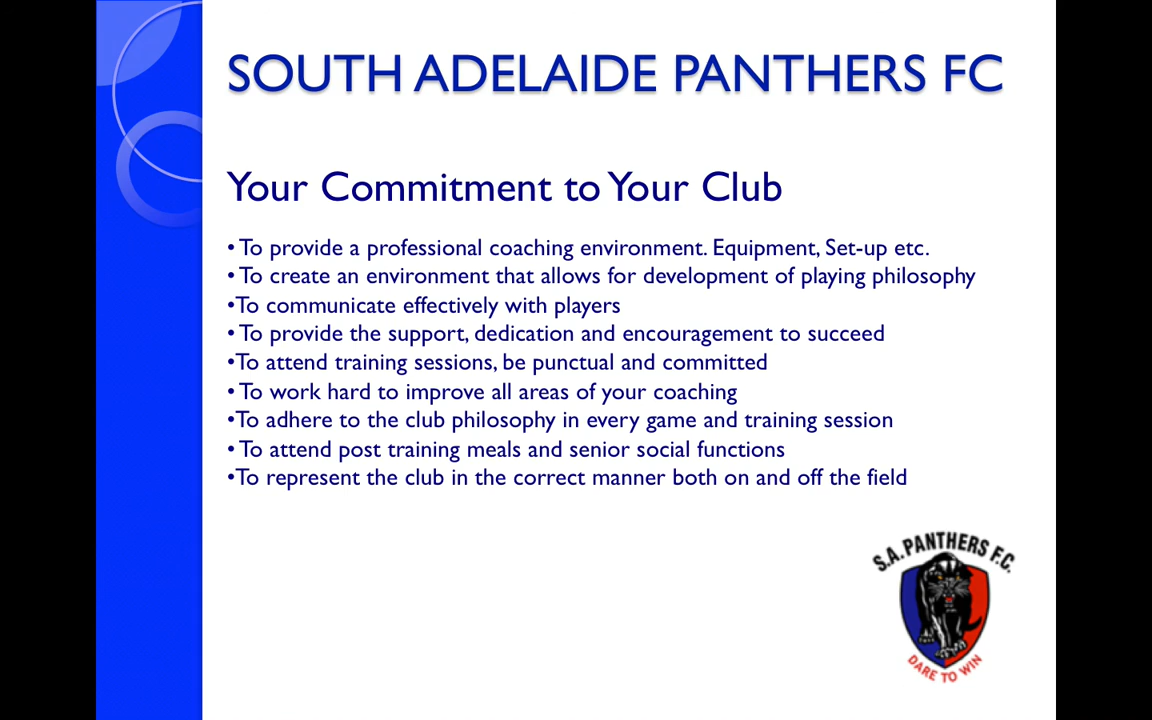 SOUTH ADELAIDE PANTHERS FC
Your Commitment to Your Club
• To provide a professional coaching environment. Equipment, Set-up etc.
• To create an environment that allows for development of playing philosophy
•To communicate effectively with players
• To provide the support, dedication and encouragement to succeed
•To attend training sessions, be punctual and committed
• To work hard to improve all areas of your coaching
•To adhere to the club philosophy in every game and training session
• To attend post training meals and senior social functions
•To represent the club in the correct manner both on and off the field
S.A. PANTHERS F.C.
DARE TO WIN